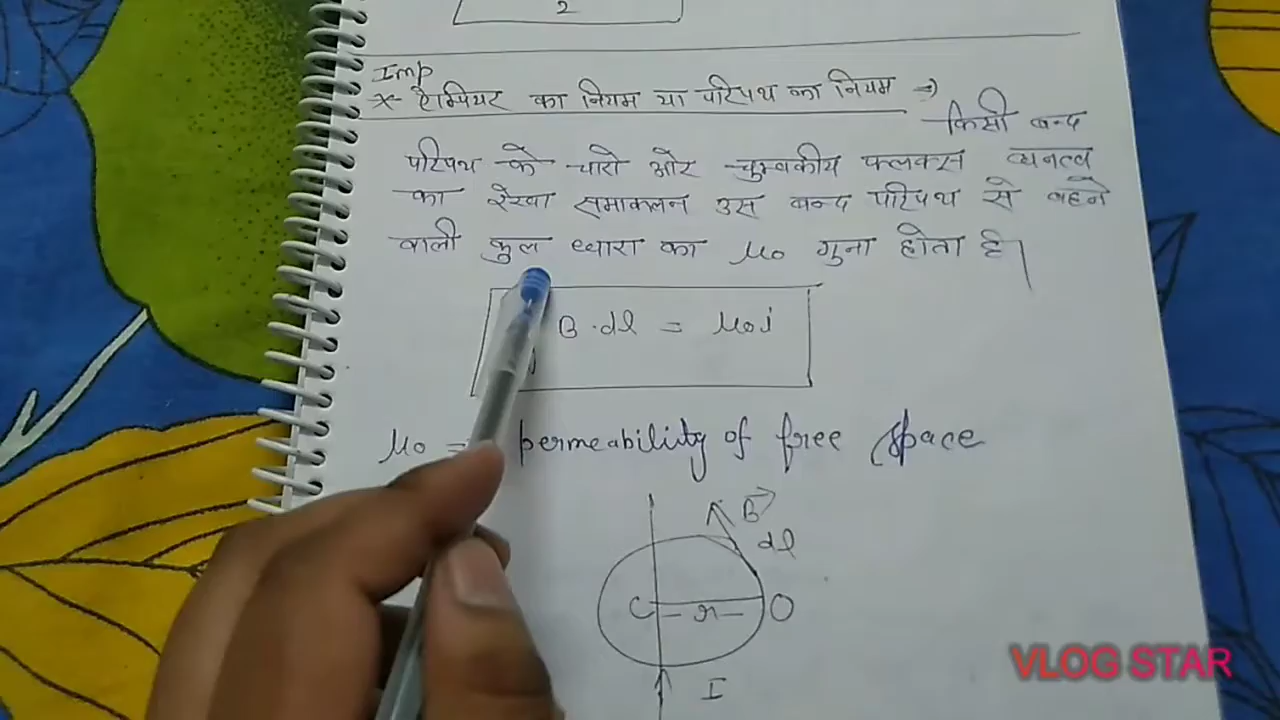 2
Imp
* ऐम्पियर का नियम या परिपथ का नियम ⇒
किसी बन्द
परिपथ के चारो ओर चुम्बकीय फ्लक्स घनत्व
का रेखा समाकलन उस बन्द परिपथ से बहने
वाली कुल धारा का μ0 गुना होता है।
B.dl = μ0i
μ0 = permeability of free space
B
dl
C r O
I
VLOG STAR